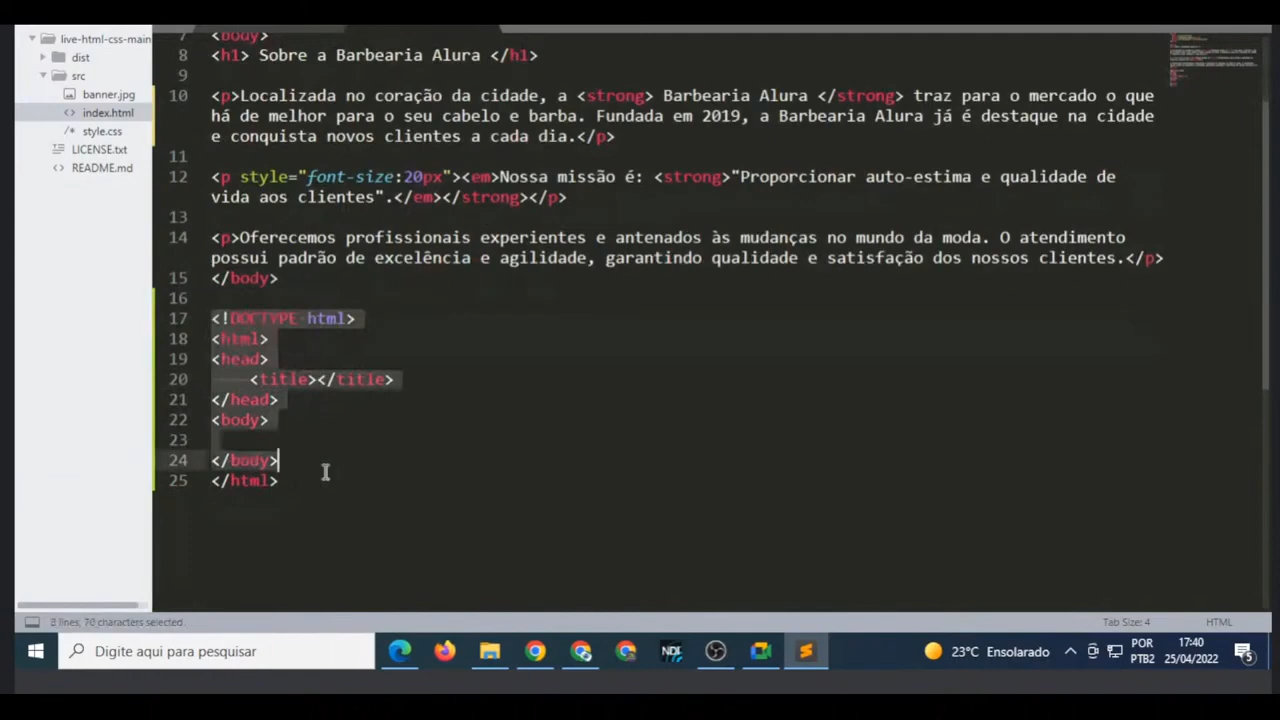 live-html-css-main
dist
src
banner.jpg
index.html
style.css
LICENSE.txt
README.md
7 <body>
8 <h1> Sobre a Barbearia Alura </h1>
9
10 <p>Localizada no coração da cidade, a <strong> Barbearia Alura </strong> traz para o mercado o que
há de melhor para o seu cabelo e barba. Fundada em 2019, a Barbearia Alura já é destaque na cidade
e conquista novos clientes a cada dia.</p>
11
12 <p style="font-size:20px"><em>Nossa missão é: <strong>"Proporcionar auto-estima e qualidade de
vida aos clientes".</em></strong></p>
13
14 <p>Oferecemos profissionais experientes e antenados às mudanças no mundo da moda. O atendimento
possui padrão de excelência e agilidade, garantindo qualidade e satisfação dos nossos clientes.</p>
15 </body>
16
17 <!DOCTYPE html>
18 <html>
19 <head>
20 <title></title>
21 </head>
22 <body>
23
24 </body>
25 </html>
8 lines, 70 characters selected
Tab Size: 4
HTML
Digite aqui para pesquisar
23°C Ensolarado
POR
PTB2
17:40
25/04/2022
5